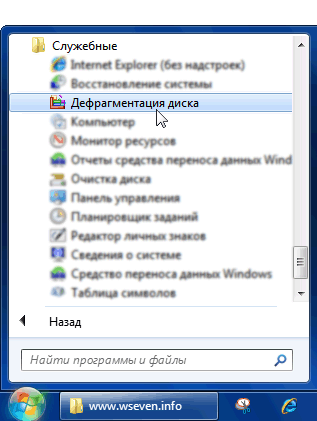 Служебные
Internet Explorer (без надстроек)
Восстановление системы
Дефрагментация диска
Компьютер
Монитор ресурсов
Отчеты средства переноса данных Wind
Очистка диска
Панель управления
Планировщик заданий
Редактор личных знаков
Сведения о системе
Средство переноса данных Windows
Таблица символов
Назад
Найти программы и файлы
www.wseven.info